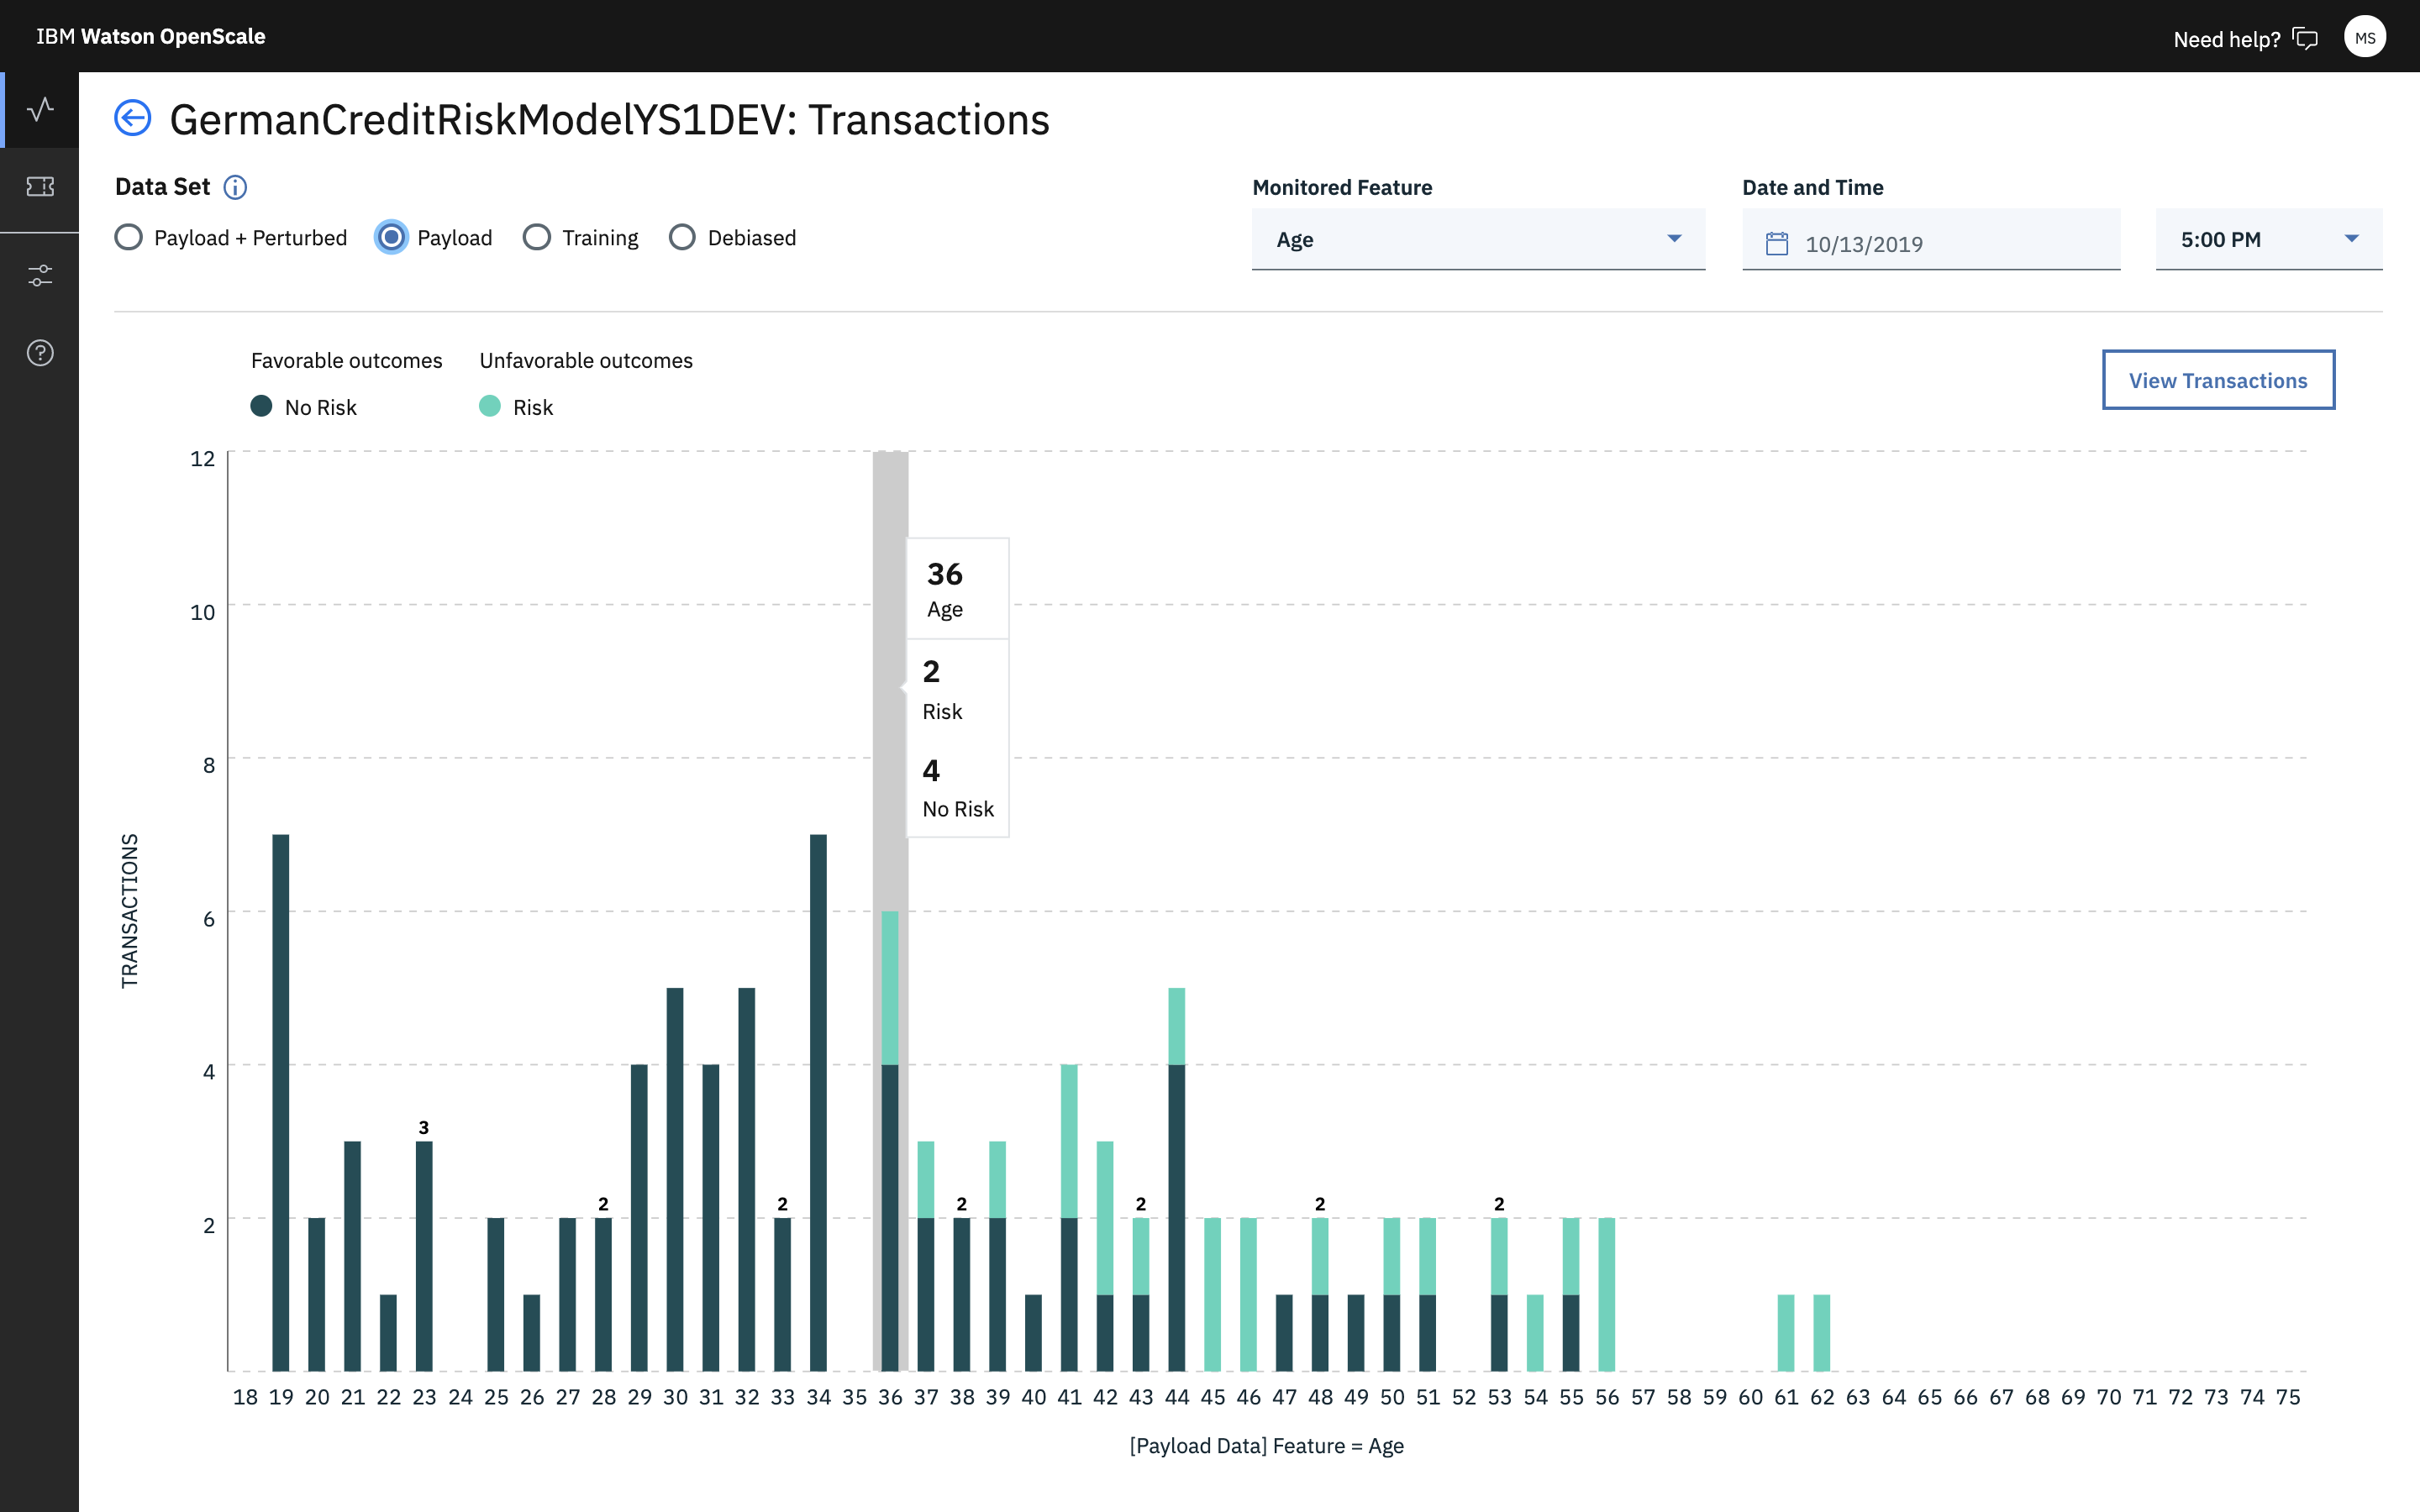 IBM Watson OpenScale
Need help?
MS
GermanCreditRiskModelYS1DEV: Transactions
Data Set
Payload + Perturbed
Payload
Training
Debiased
Monitored Feature
Age
Date and Time
10/13/2019
5:00 PM
Favorable outcomes
Unfavorable outcomes
No Risk
Risk
View Transactions
12
10
8
6
4
2
TRANSACTIONS
36
Age
2
Risk
4
No Risk
3
2
2
2
2
2
2
18 19 20 21 22 23 24 25 26 27 28 29 30 31 32 33 34 35 36 37 38 39 40 41 42 43 44 45 46 47 48 49 50 51 52 53 54 55 56 57 58 59 60 61 62 63 64 65 66 67 68 69 70 71 72 73 74 75
[Payload Data] Feature = Age